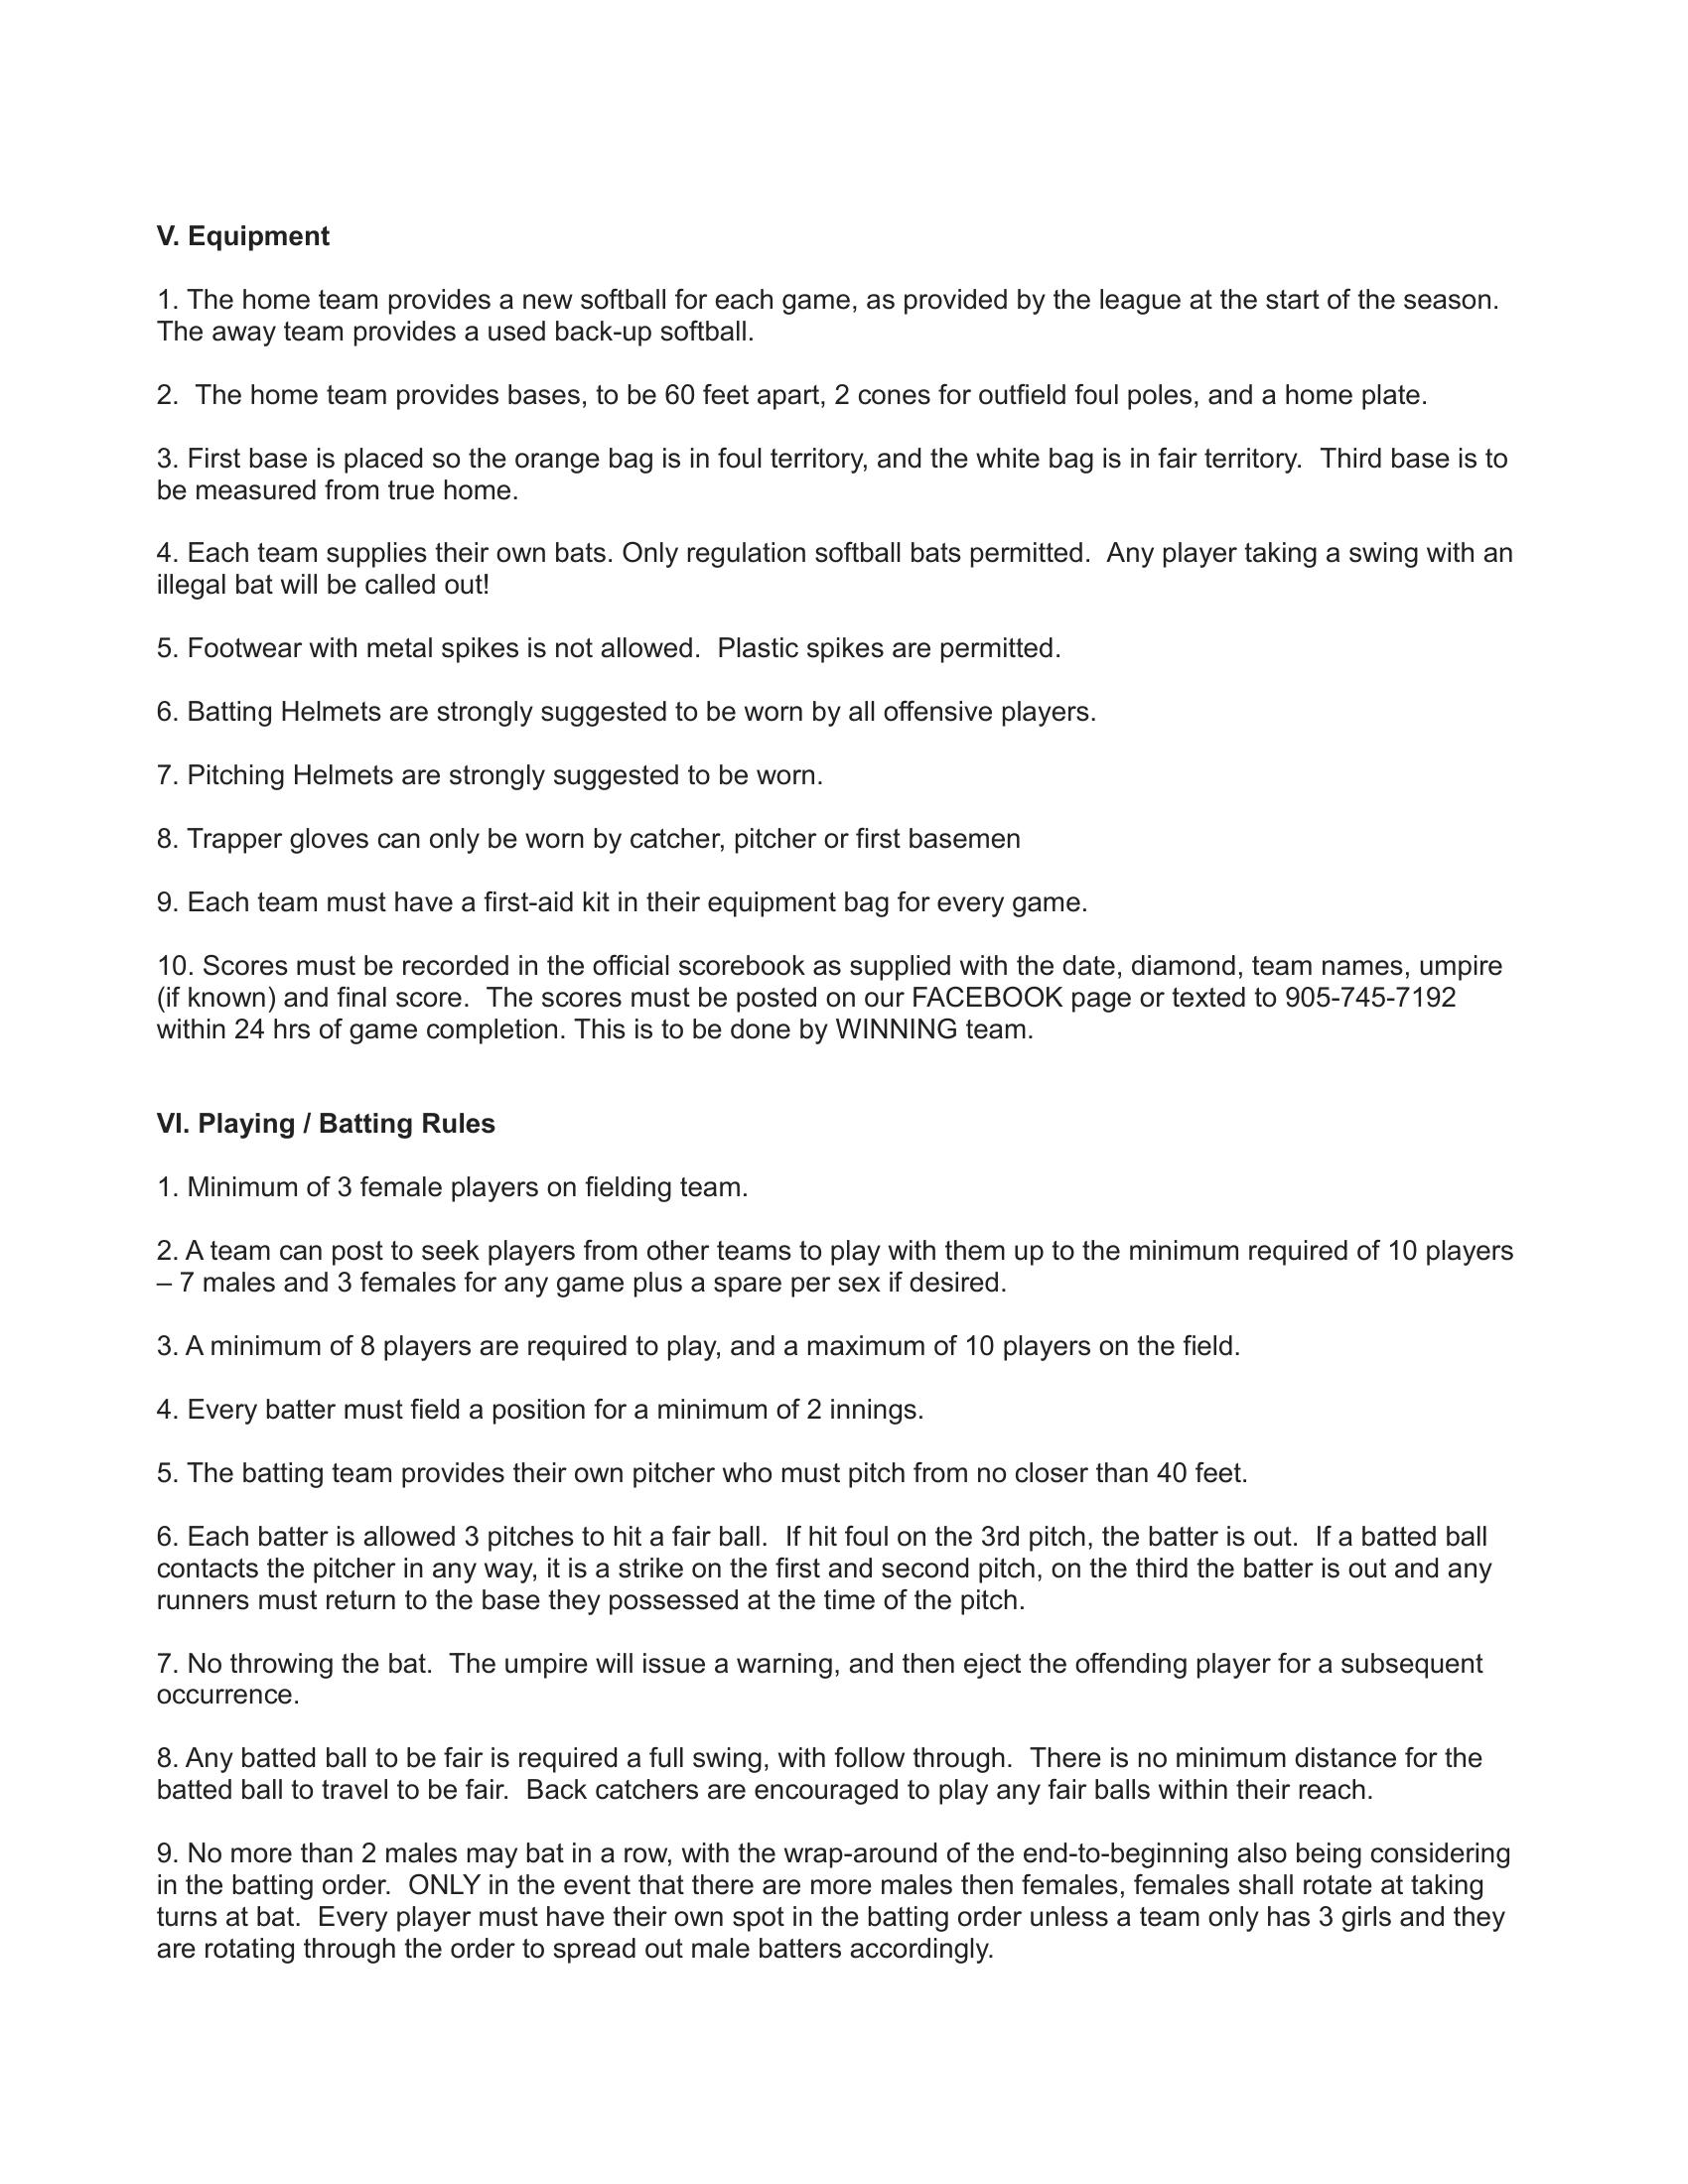 V. Equipment
1. The home team provides a new softball for each game, as provided by the league at the start of the season.
The away team provides a used back-up softball.
2.  The home team provides bases, to be 60 feet apart, 2 cones for outfield foul poles, and a home plate.
3. First base is placed so the orange bag is in foul territory, and the white bag is in fair territory.  Third base is to
be measured from true home.
4. Each team supplies their own bats. Only regulation softball bats permitted.  Any player taking a swing with an
illegal bat will be called out!
5. Footwear with metal spikes is not allowed.  Plastic spikes are permitted.
6. Batting Helmets are strongly suggested to be worn by all offensive players.
7. Pitching Helmets are strongly suggested to be worn.
8. Trapper gloves can only be worn by catcher, pitcher or first basemen
9. Each team must have a first-aid kit in their equipment bag for every game.
10. Scores must be recorded in the official scorebook as supplied with the date, diamond, team names, umpire
(if known) and final score.  The scores must be posted on our FACEBOOK page or texted to 905-745-7192
within 24 hrs of game completion. This is to be done by WINNING team.
VI. Playing / Batting Rules
1. Minimum of 3 female players on fielding team.
2. A team can post to seek players from other teams to play with them up to the minimum required of 10 players
– 7 males and 3 females for any game plus a spare per sex if desired.
3. A minimum of 8 players are required to play, and a maximum of 10 players on the field.
4. Every batter must field a position for a minimum of 2 innings.
5. The batting team provides their own pitcher who must pitch from no closer than 40 feet.
6. Each batter is allowed 3 pitches to hit a fair ball.  If hit foul on the 3rd pitch, the batter is out.  If a batted ball
contacts the pitcher in any way, it is a strike on the first and second pitch, on the third the batter is out and any
runners must return to the base they possessed at the time of the pitch.
7. No throwing the bat.  The umpire will issue a warning, and then eject the offending player for a subsequent
occurrence.
8. Any batted ball to be fair is required a full swing, with follow through.  There is no minimum distance for the
batted ball to travel to be fair.  Back catchers are encouraged to play any fair balls within their reach.
9. No more than 2 males may bat in a row, with the wrap-around of the end-to-beginning also being considering
in the batting order.  ONLY in the event that there are more males then females, females shall rotate at taking
turns at bat.  Every player must have their own spot in the batting order unless a team only has 3 girls and they
are rotating through the order to spread out male batters accordingly.